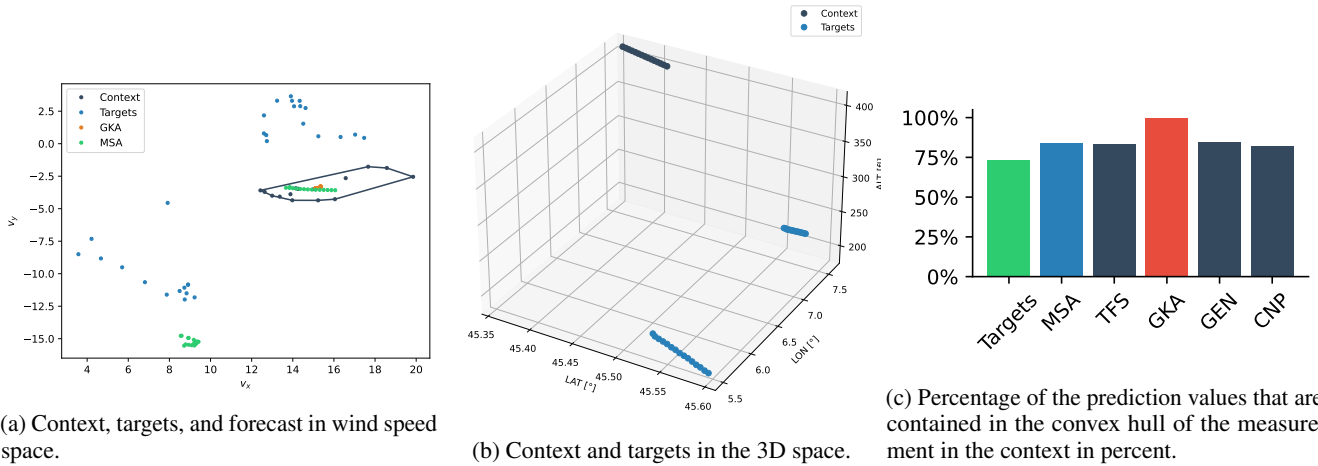 Context
Targets
GKA
MSA
2.5
0.0
−2.5
−5.0
−7.5
−10.0
−12.5
−15.0
v_y
4 6 8 10 12 14 16 18 20
v_x
(a) Context, targets, and forecast in wind speed
space.
Context
Targets
400
350
300
250
200
ALT [ft]
7.5
7.0
6.5
6.0
5.5
LON [°]
45.35
45.40
45.45
45.50
45.55
45.60
LAT [°]
(b) Context and targets in the 3D space.
100%
75%
50%
25%
0%
Targets MSA TFS GKA GEN CNP
(c) Percentage of the prediction values that are
contained in the convex hull of the measure-
ment in the context in percent.